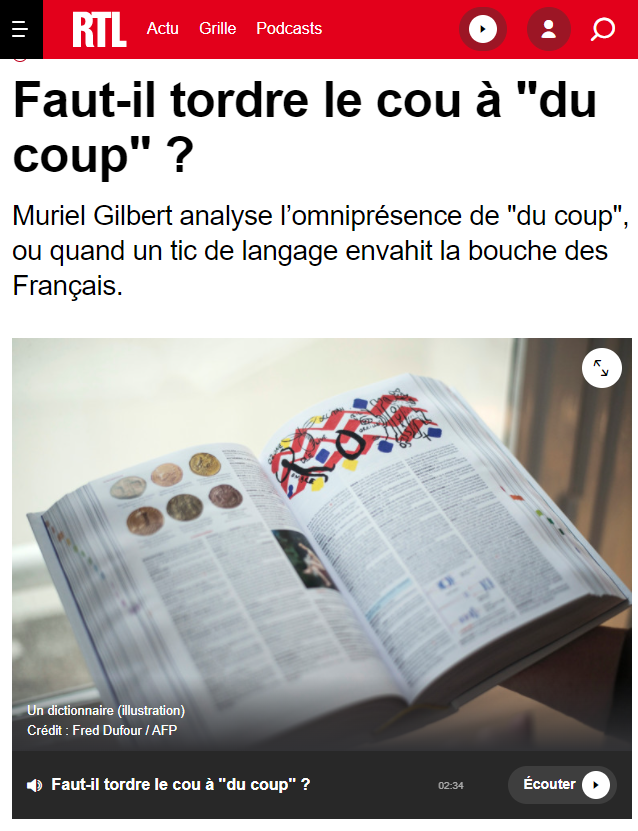 RTL Actu Grille Podcasts
Faut-il tordre le cou à "du
coup" ?
Muriel Gilbert analyse l’omniprésence de "du coup",
ou quand un tic de langage envahit la bouche des
Français.
Un dictionnaire (illustration)
Crédit : Fred Dufour / AFP
Faut-il tordre le cou à "du coup" ? 02:34 Écouter